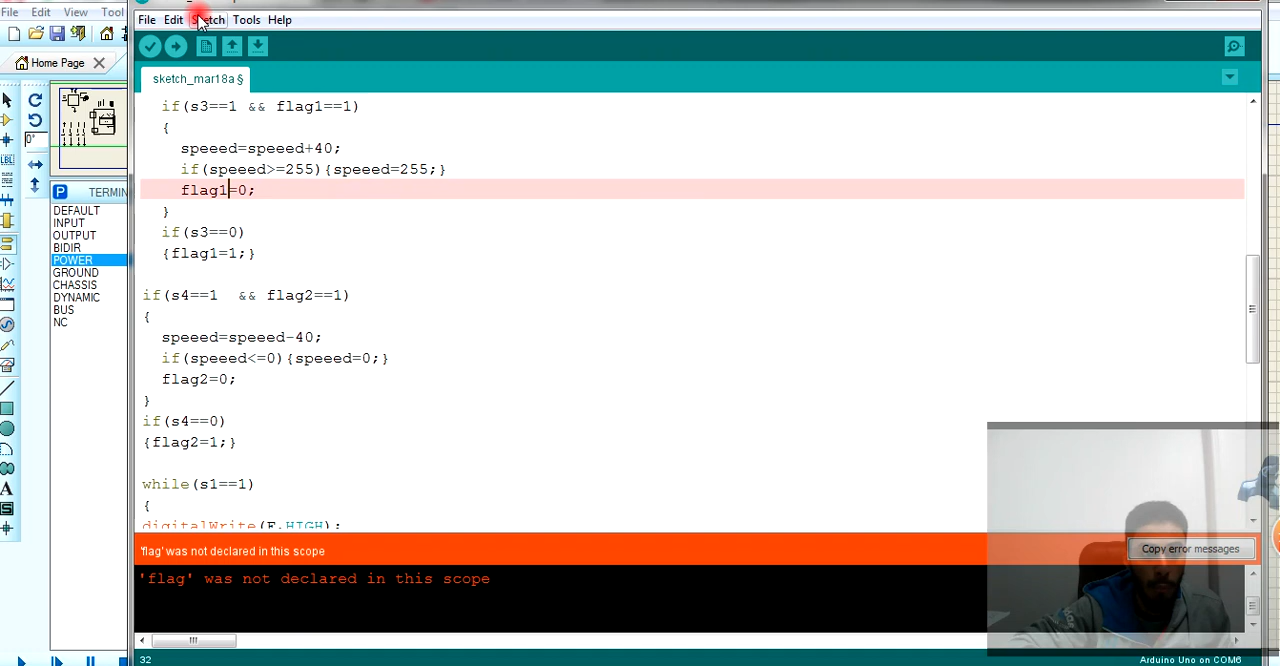 File Edit View Tool
File Edit Sketch Tools Help
Home Page
sketch_mar18a §
if(s3==1 && flag1==1)
{
speeed=speeed+40;
if(speeed>=255){speeed=255;}
flag1=0;
}
if(s3==0)
{flag1=1;}
if(s4==1 && flag2==1)
{
speeed=speeed-40;
if(speeed<=0){speeed=0;}
flag2=0;
}
if(s4==0)
{flag2=1;}
while(s1==1)
{
digitalWrite(F,HIGH);
0°
LBL
P TERMIN
DEFAULT
INPUT
OUTPUT
BIDIR
POWER
GROUND
CHASSIS
DYNAMIC
BUS
NC
A
S
'flag' was not declared in this scope
Copy error messages
'flag' was not declared in this scope
32
Arduino Uno on COM6